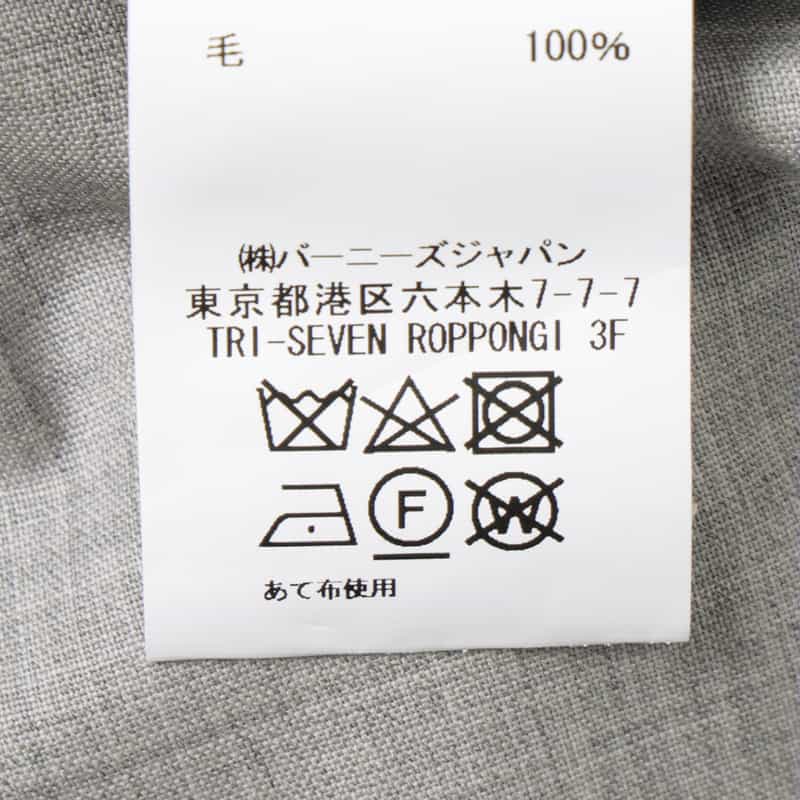 毛 100%
㈱バーニーズジャパン
東京都港区六本木7-7-7
TRI-SEVEN ROPPONGI 3F
F W
あて布使用